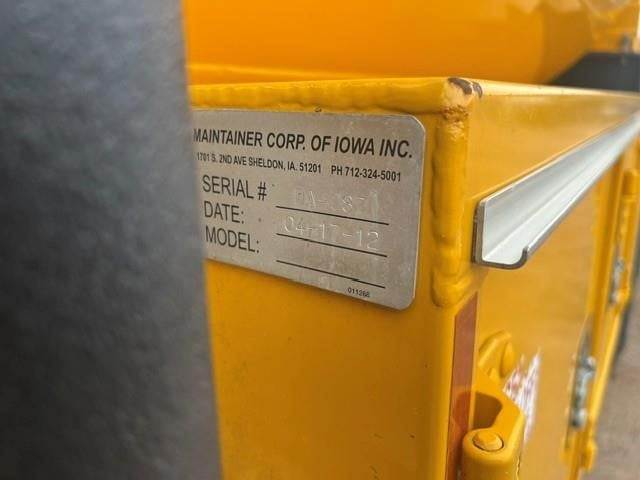 MAINTAINER CORP. OF IOWA INC.
1701 S. 2ND AVE SHELDON, IA. 51201 PH 712-324-5001
SERIAL #
DATE: 04-17-12
MODEL:
011266